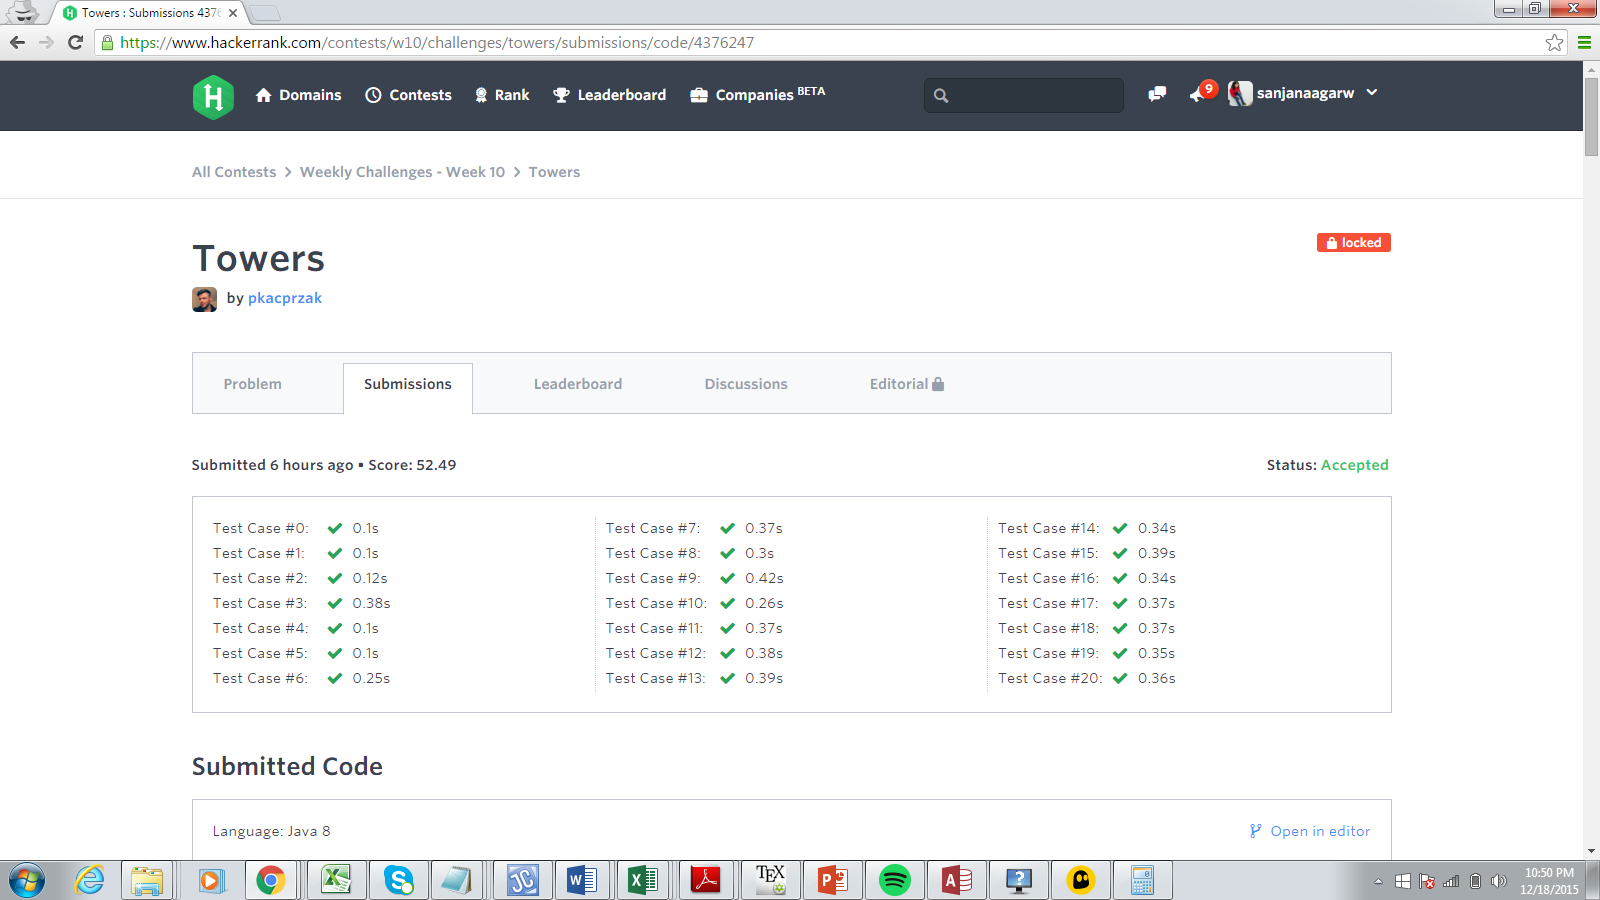 Towers : Submissions 4376
https://www.hackerrank.com/contests/w10/challenges/towers/submissions/code/4376247
H Domains Contests Rank Leaderboard Companies BETA 9 sanjanaagarw
All Contests > Weekly Challenges - Week 10 > Towers
Towers
locked
by pkacprzak
Problem Submissions Leaderboard Discussions Editorial
Submitted 6 hours ago ▪ Score: 52.49 Status: Accepted
Test Case #0: 0.1s
Test Case #1: 0.1s
Test Case #2: 0.12s
Test Case #3: 0.38s
Test Case #4: 0.1s
Test Case #5: 0.1s
Test Case #6: 0.25s
Test Case #7: 0.37s
Test Case #8: 0.3s
Test Case #9: 0.42s
Test Case #10: 0.26s
Test Case #11: 0.37s
Test Case #12: 0.38s
Test Case #13: 0.39s
Test Case #14: 0.34s
Test Case #15: 0.39s
Test Case #16: 0.34s
Test Case #17: 0.37s
Test Case #18: 0.37s
Test Case #19: 0.35s
Test Case #20: 0.36s
Submitted Code
Language: Java 8 Open in editor
10:50 PM
12/18/2015